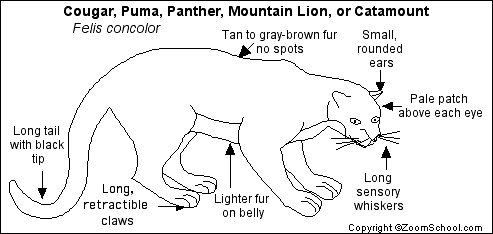 Cougar, Puma, Panther, Mountain Lion, or Catamount
Felis concolor
Tan to gray-brown fur
no spots
Small,
rounded
ears
Pale patch
above each eye
Long tail
with black
tip
Long,
retractible
claws
Lighter fur
on belly
Long
sensory
whiskers
Copyright ©ZoomSchool.com